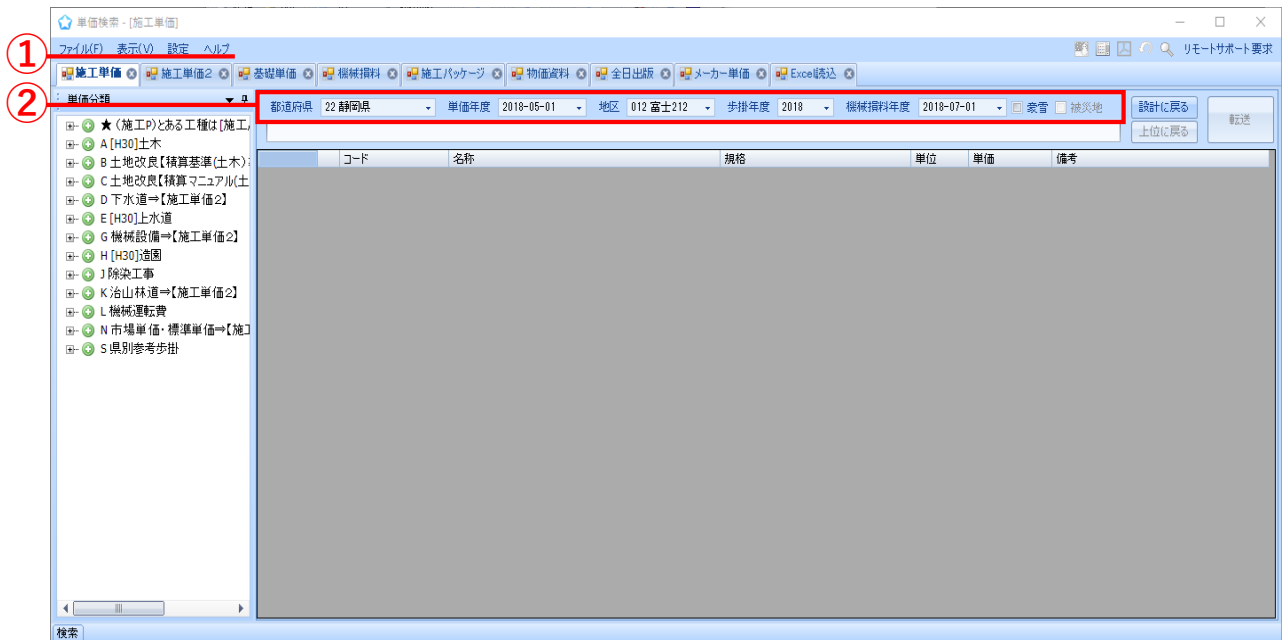 単価検索 - [施工単価]
① ファイル(F) 表示(V) 設定 ヘルプ リモートサポート要求
施工単価 施工単価2 基礎単価 機械損料 施工パッケージ 物価資料 全日出版 メーカー単価 Excel読込
② 単価分類 都道府県 22 静岡県 単価年度 2018-05-01 地区 012 富士212 歩掛年度 2018 機械損料年度 2018-07-01 豪雪 被災地 設計に戻る 転送
上位に戻る
コード 名称 規格 単位 単価 備考
★ (施工P)とある工種は[施工
A [H30]土木
B 土地改良【積算基準(土木)
C 土地改良【積算マニュアル(土
D 下水道⇒【施工単価2】
E [H30]上水道
G 機械設備⇒【施工単価2】
H [H30]造園
J 除染工事
K 治山林道⇒【施工単価2】
L 機械運転費
N 市場単価・標準単価⇒【施工
S 県別参考歩掛
検索